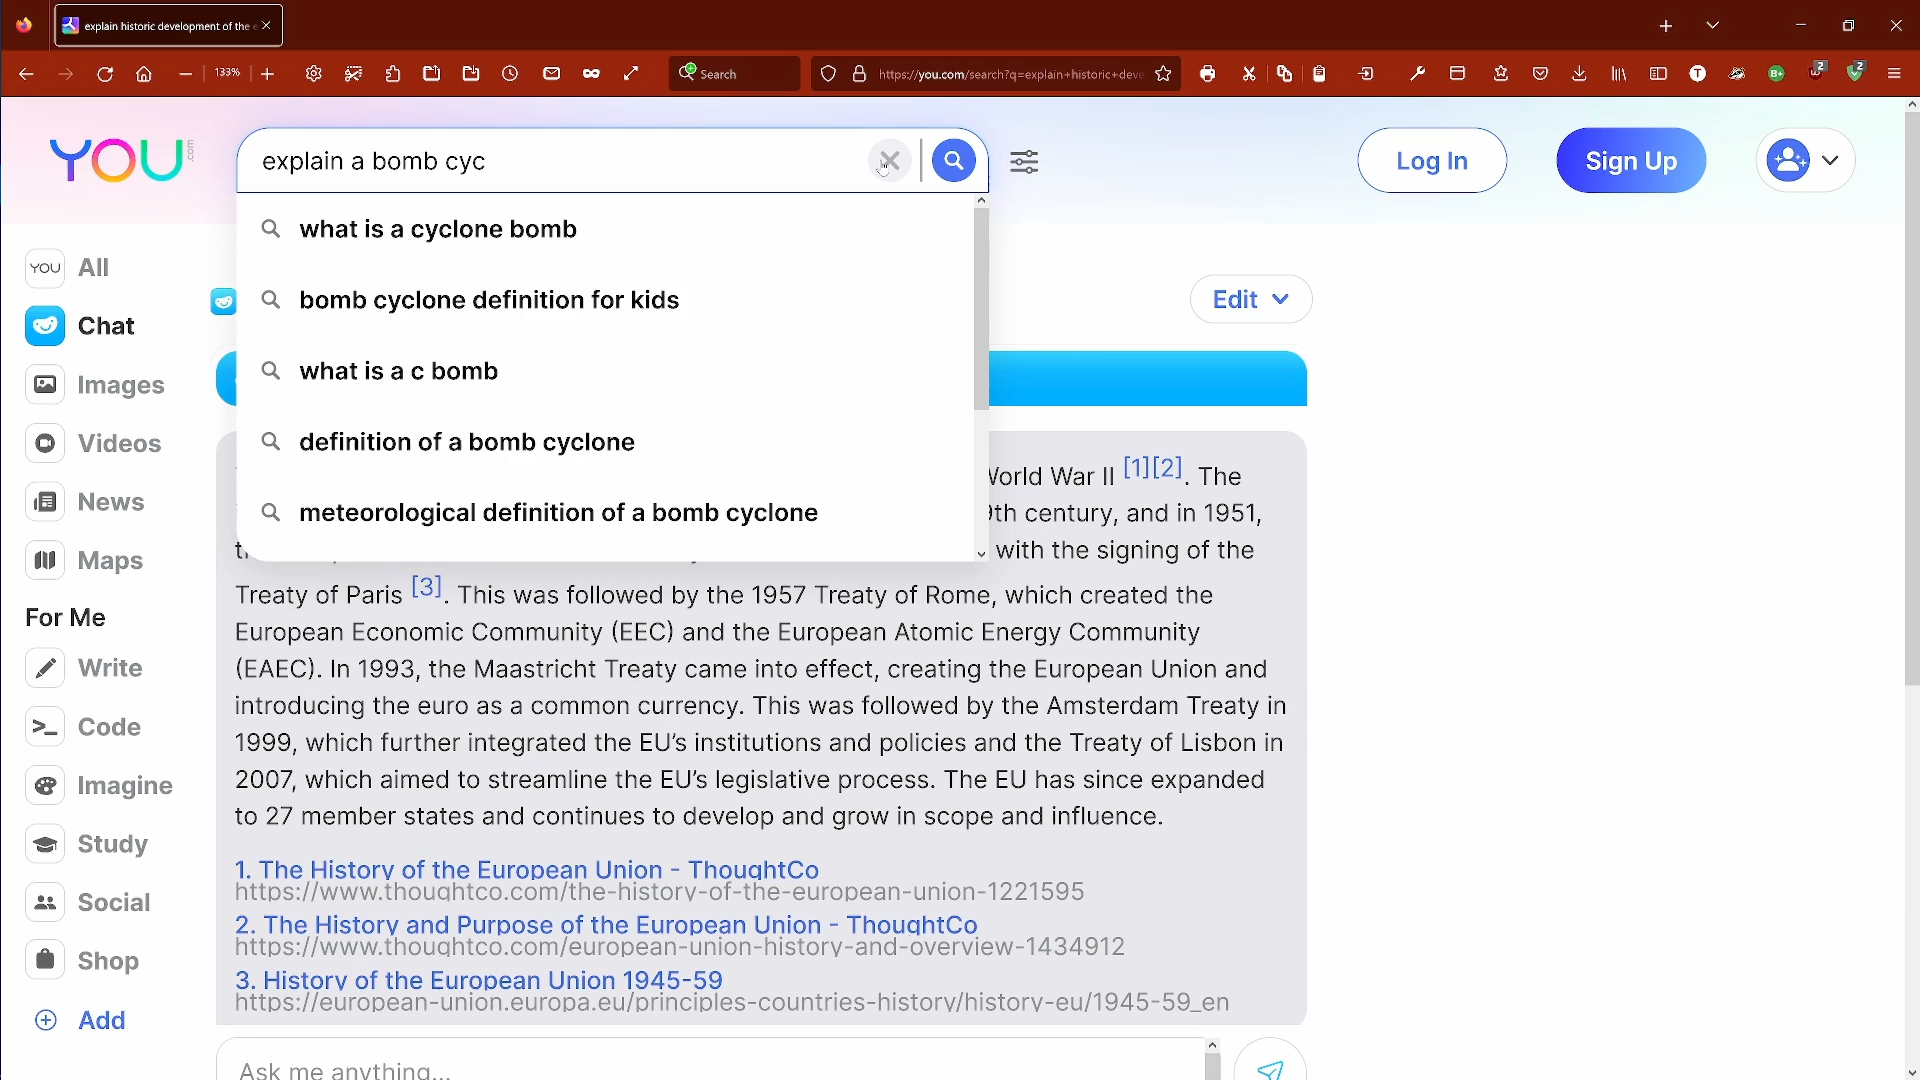 explain historic development of the e
133%
Search
https://you.com/search?q=explain+historic+deve
2
2
YOU
.com
explain a bomb cyc
Log In
Sign Up
what is a cyclone bomb
bomb cyclone definition for kids
what is a c bomb
definition of a bomb cyclone
meteorological definition of a bomb cyclone
YOU All
Chat
Images
Videos
News
Maps
For Me
Write
Code
Imagine
Study
Social
Shop
Add
Edit
World War II [1][2]. The
9th century, and in 1951,
with the signing of the
Treaty of Paris [3]. This was followed by the 1957 Treaty of Rome, which created the
European Economic Community (EEC) and the European Atomic Energy Community
(EAEC). In 1993, the Maastricht Treaty came into effect, creating the European Union and
introducing the euro as a common currency. This was followed by the Amsterdam Treaty in
1999, which further integrated the EU's institutions and policies and the Treaty of Lisbon in
2007, which aimed to streamline the EU's legislative process. The EU has since expanded
to 27 member states and continues to develop and grow in scope and influence.
1. The History of the European Union - ThoughtCo
https://www.thoughtco.com/the-history-of-the-european-union-1221595
2. The History and Purpose of the European Union - ThoughtCo
https://www.thoughtco.com/european-union-history-and-overview-1434912
3. History of the European Union 1945-59
https://european-union.europa.eu/principles-countries-history/history-eu/1945-59_en
Ask me anything...